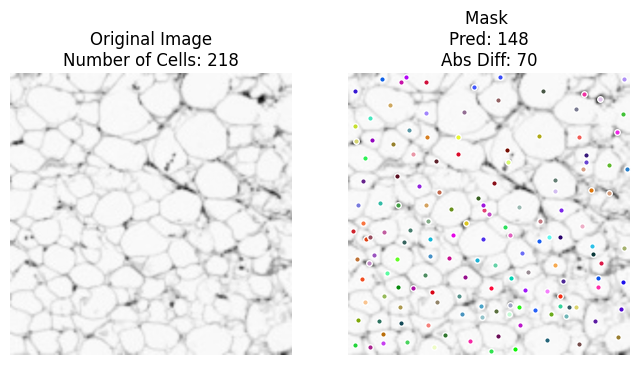 Original Image
Number of Cells: 218
Mask
Pred: 148
Abs Diff: 70